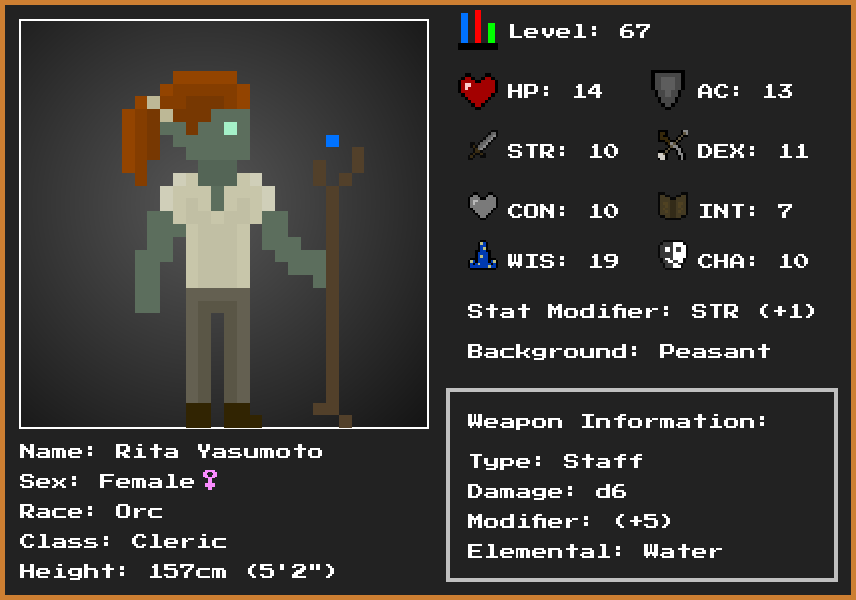 Level: 67
HP: 14 AC: 13
STR: 10 DEX: 11
CON: 10 INT: 7
WIS: 19 CHA: 10
Stat Modifier: STR (+1)
Background: Peasant
Weapon Information:
Type: Staff
Damage: d6
Modifier: (+5)
Elemental: Water
Name: Rita Yasumoto
Sex: Female♀
Race: Orc
Class: Cleric
Height: 157cm (5'2")